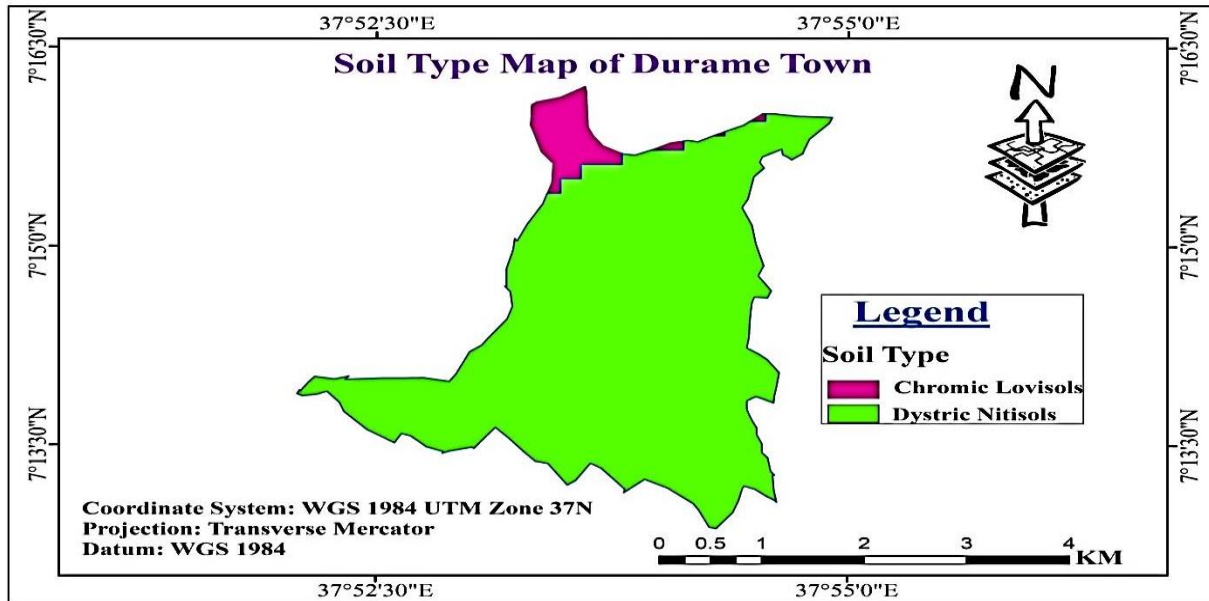 37°52'30"E 37°55'0"E
7°16'30"N 7°16'30"N
Soil Type Map of Durame Town
N
7°15'0"N 7°15'0"N
Legend
Soil Type
Chromic Lovisols
Dystric Nitisols
7°13'30"N 7°13'30"N
Coordinate System: WGS 1984 UTM Zone 37N
Projection: Transverse Mercator
Datum: WGS 1984
0 0.5 1 2 3 4
KM
37°52'30"E 37°55'0"E